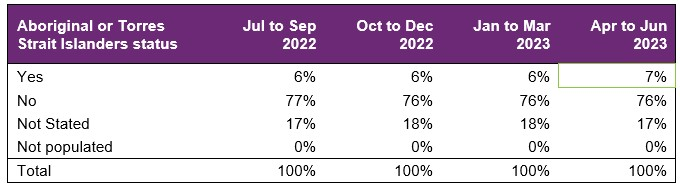 Aboriginal or Torres Strait Islanders status Jul to Sep 2022 Oct to Dec 2022 Jan to Mar 2023 Apr to Jun 2023
Yes 6% 6% 6% 7%
No 77% 76% 76% 76%
Not Stated 17% 18% 18% 17%
Not populated 0% 0% 0% 0%
Total 100% 100% 100% 100%